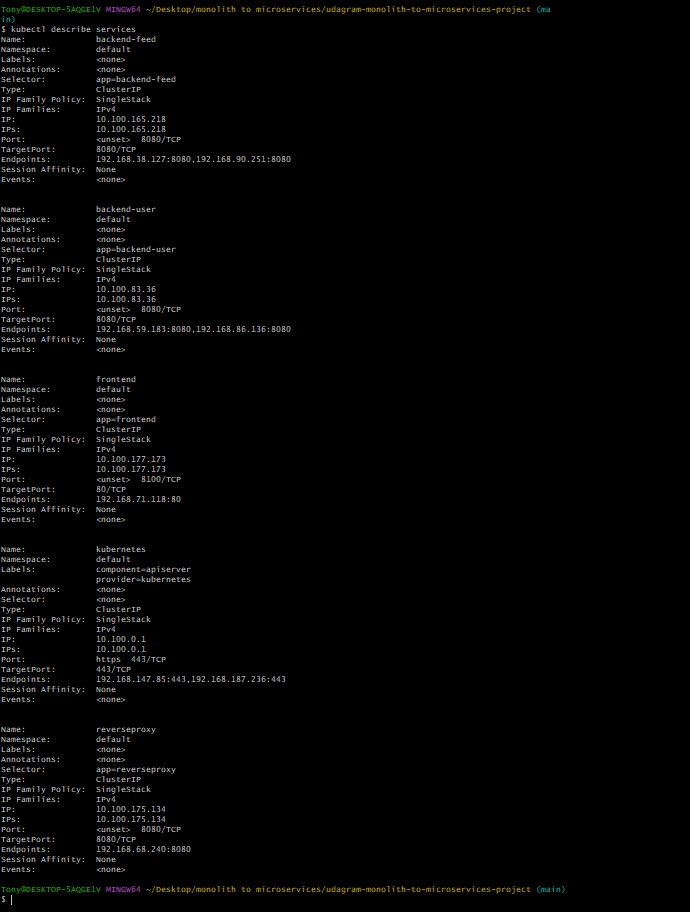 Tony@DESKTOP-5AQGElV MINGW64 ~/Desktop/monolith to microservices/udagram-monolith-to-microservices-project (ma
in)
$ kubectl describe services
Name:              backend-feed
Namespace:         default
Labels:            <none>
Annotations:       <none>
Selector:          app=backend-feed
Type:              ClusterIP
IP Family Policy:  SingleStack
IP Families:       IPv4
IP:                10.100.165.218
IPs:               10.100.165.218
Port:              <unset>  8080/TCP
TargetPort:        8080/TCP
Endpoints:         192.168.38.127:8080,192.168.90.251:8080
Session Affinity:  None
Events:            <none>

Name:              backend-user
Namespace:         default
Labels:            <none>
Annotations:       <none>
Selector:          app=backend-user
Type:              ClusterIP
IP Family Policy:  SingleStack
IP Families:       IPv4
IP:                10.100.83.36
IPs:               10.100.83.36
Port:              <unset>  8080/TCP
TargetPort:        8080/TCP
Endpoints:         192.168.59.183:8080,192.168.86.136:8080
Session Affinity:  None
Events:            <none>

Name:              frontend
Namespace:         default
Labels:            <none>
Annotations:       <none>
Selector:          app=frontend
Type:              ClusterIP
IP Family Policy:  SingleStack
IP Families:       IPv4
IP:                10.100.177.173
IPs:               10.100.177.173
Port:              <unset>  8100/TCP
TargetPort:        80/TCP
Endpoints:         192.168.71.118:80
Session Affinity:  None
Events:            <none>

Name:              kubernetes
Namespace:         default
Labels:            component=apiserver
                   provider=kubernetes
Annotations:       <none>
Selector:          <none>
Type:              ClusterIP
IP Family Policy:  SingleStack
IP Families:       IPv4
IP:                10.100.0.1
IPs:               10.100.0.1
Port:              https  443/TCP
TargetPort:        443/TCP
Endpoints:         192.168.147.85:443,192.168.187.236:443
Session Affinity:  None
Events:            <none>

Name:              reverseproxy
Namespace:         default
Labels:            <none>
Annotations:       <none>
Selector:          app=reverseproxy
Type:              ClusterIP
IP Family Policy:  SingleStack
IP Families:       IPv4
IP:                10.100.175.134
IPs:               10.100.175.134
Port:              <unset>  8080/TCP
TargetPort:        8080/TCP
Endpoints:         192.168.68.240:8080
Session Affinity:  None
Events:            <none>

Tony@DESKTOP-5AQGElV MINGW64 ~/Desktop/monolith to microservices/udagram-monolith-to-microservices-project (main)
$